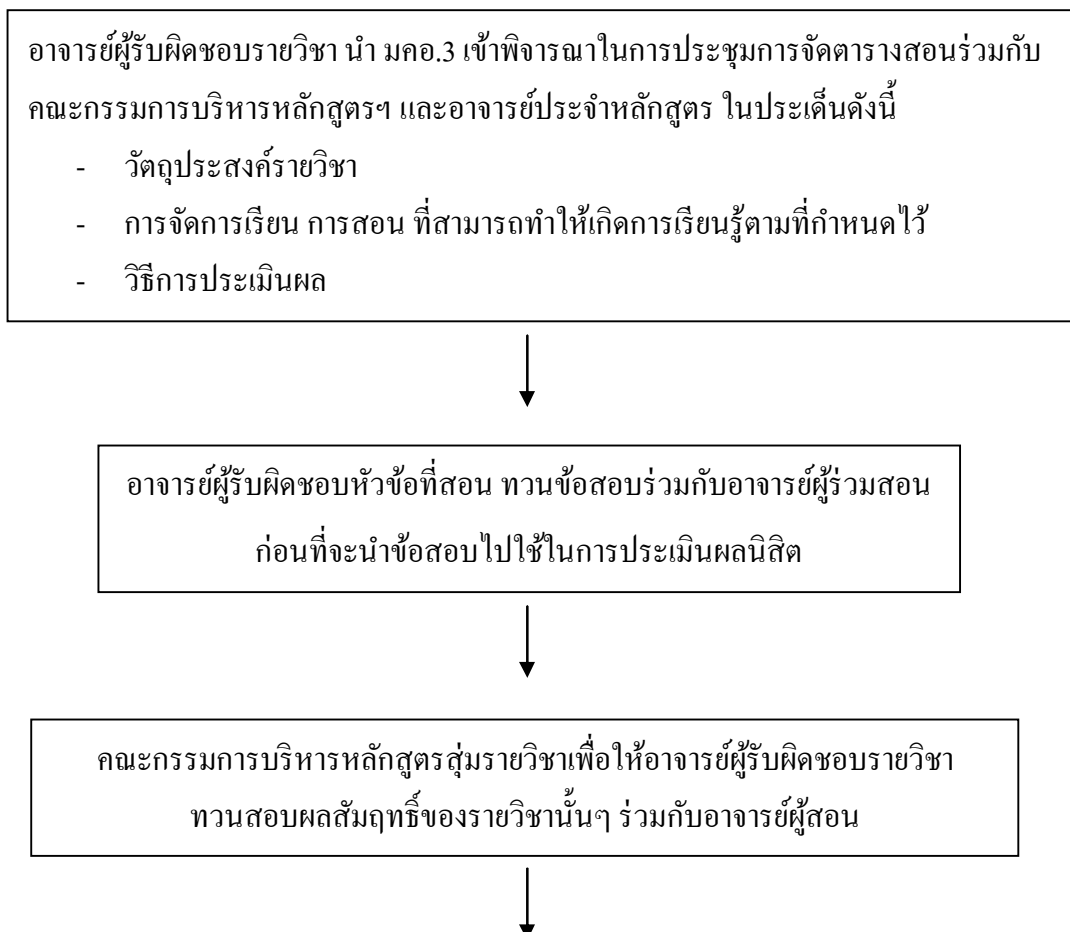 อาจารย์ผู้รับผิดชอบรายวิชา นำ มคอ.3 เข้าพิจารณาในการประชุมการจัดตารางสอนร่วมกับ
คณะกรรมการบริหารหลักสูตรฯ และอาจารย์ประจำหลักสูตร ในประเด็นดังนี้
- วัตถุประสงค์รายวิชา
- การจัดการเรียน การสอน ที่สามารถทำให้เกิดการเรียนรู้ตามที่กำหนดไว้
- วิธีการประเมินผล
อาจารย์ผู้รับผิดชอบหัวข้อที่สอน ทวนข้อสอบร่วมกับอาจารย์ผู้ร่วมสอน
ก่อนที่จะนำข้อสอบไปใช้ในการประเมินผลนิสิต
คณะกรรมการบริหารหลักสูตรสุ่มรายวิชาเพื่อให้อาจารย์ผู้รับผิดชอบรายวิชา
ทวนสอบผลสัมฤทธิ์ของรายวิชานั้นๆ ร่วมกับอาจารย์ผู้สอน